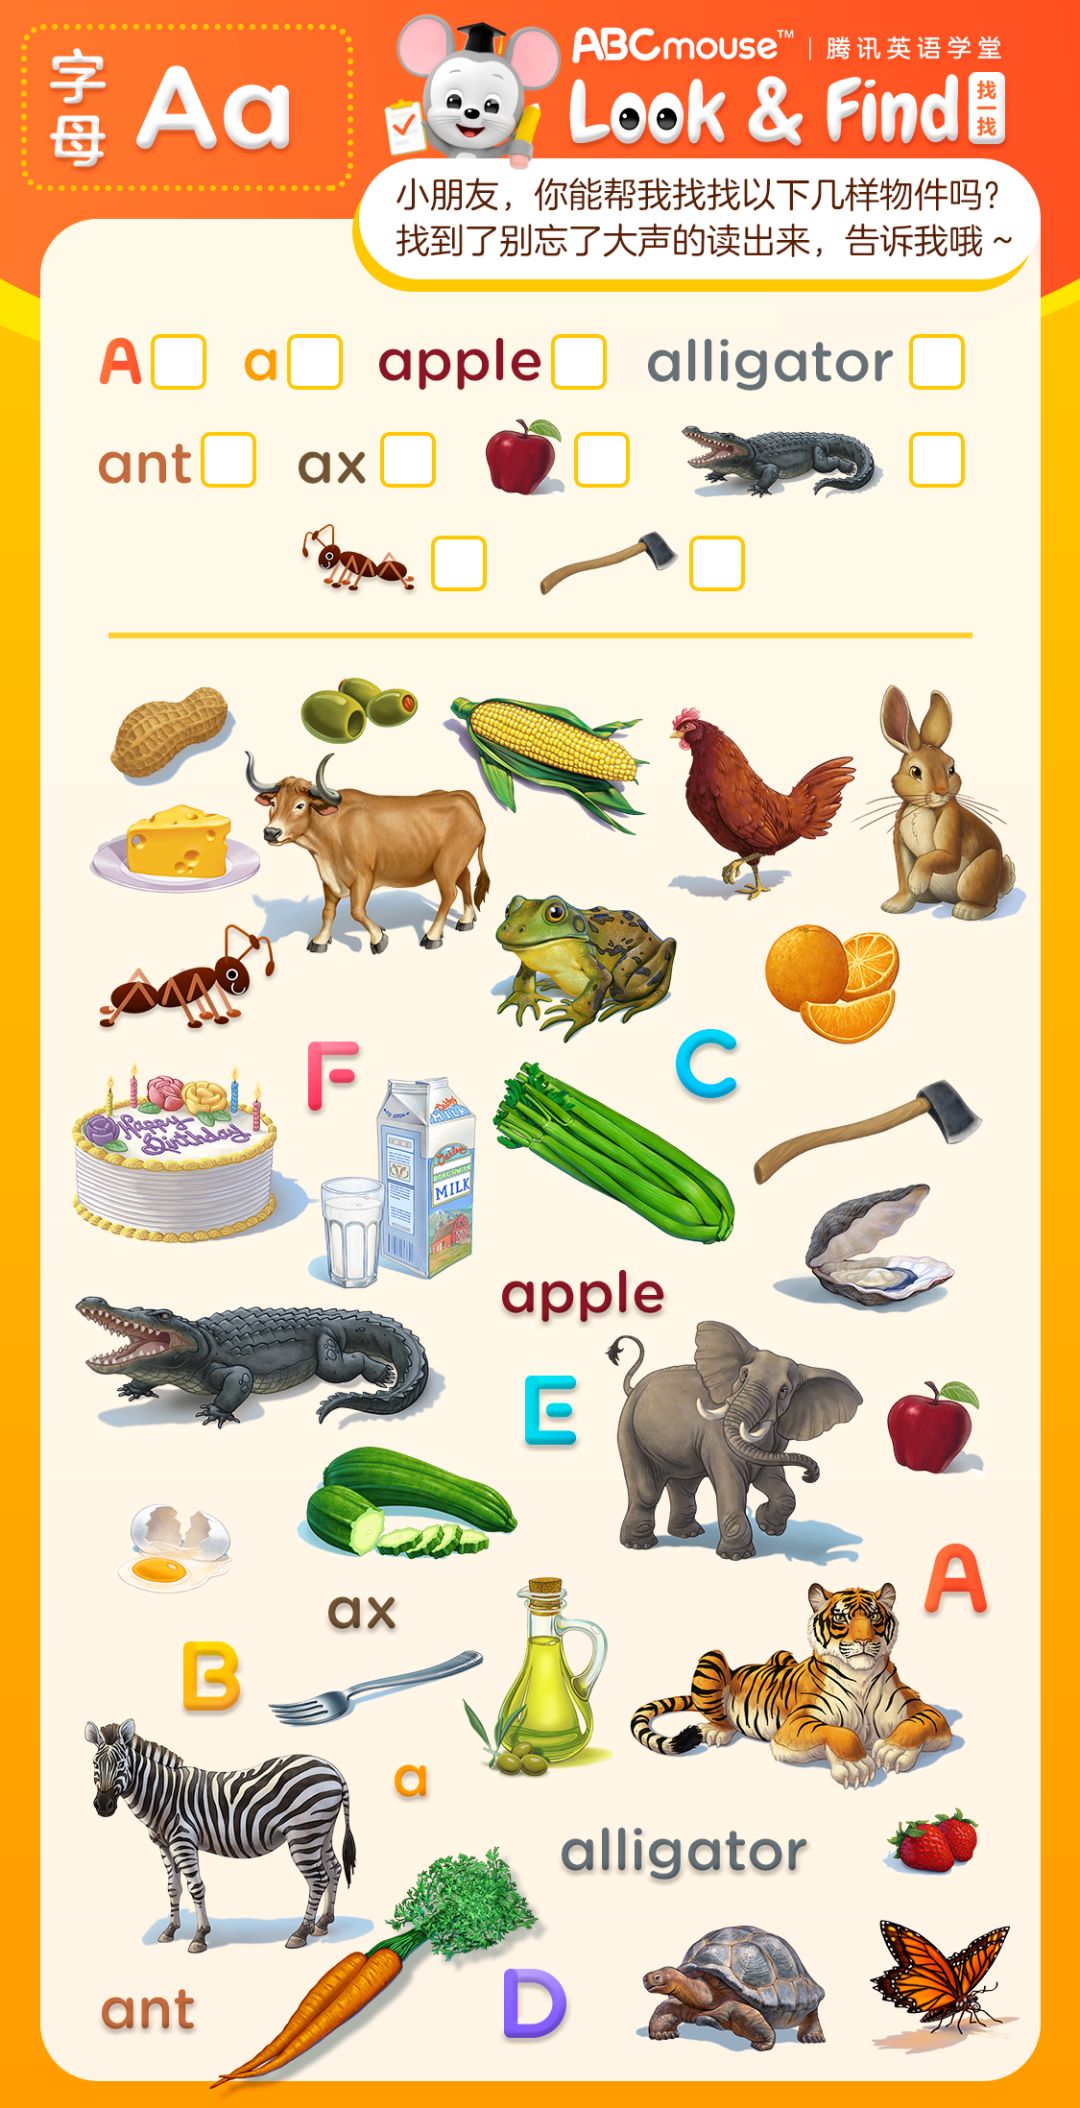 字母 Aa
ABCmouse™ | 腾讯英语学堂
Look & Find 找一找
小朋友，你能帮我找找以下几样物件吗？
找到了别忘了大声的读出来，告诉我哦~
A a apple alligator
ant ax
F C
Happy
Birthday
MILK
MILK
apple
E
A
ax
B
a
alligator
ant
D